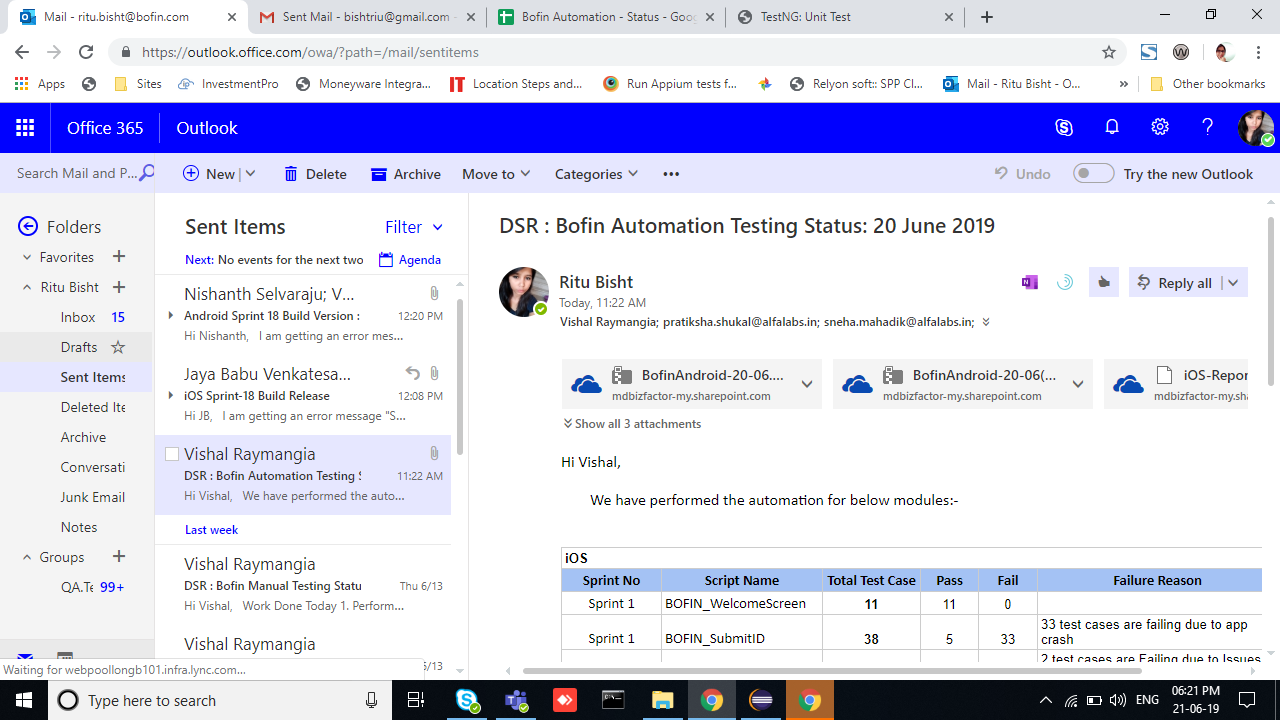 Mail - ritu.bisht@bofin.com
Sent Mail - bishtriu@gmail.com -
Bofin Automation - Status - Goog
TestNG: Unit Test
https://outlook.office.com/owa/?path=/mail/sentitems
Apps
Sites
InvestmentPro
Moneyware Integra...
Location Steps and...
Run Appium tests f...
Relyon soft:: SPP Cl...
Mail - Ritu Bisht - O...
Other bookmarks
Office 365
Outlook
Search Mail and P...
New
Delete
Archive
Move to
Categories
Undo
Try the new Outlook
Folders
Favorites
Ritu Bisht
Inbox 15
Drafts
Sent Items
Deleted Ite
Archive
Conversati
Junk Email
Notes
Groups
QA.Te 99+
Sent Items
Filter
Next: No events for the next two
Agenda
Nishanth Selvaraju; V...
Android Sprint 18 Build Version : 12:20 PM
Hi Nishanth, I am getting an error mes...
Jaya Babu Venkatesa...
iOS Sprint-18 Build Release 12:08 PM
Hi JB, I am getting an error message "S...
Vishal Raymangia
DSR : Bofin Automation Testing S 11:22 AM
Hi Vishal, We have performed the auto...
Last week
Vishal Raymangia
DSR : Bofin Manual Testing Statu Thu 6/13
Hi Vishal, Work Done Today 1. Perform...
Vishal Raymangia
6/13
DSR : Bofin Automation Testing Status: 20 June 2019
Ritu Bisht
Today, 11:22 AM
Reply all
Vishal Raymangia; pratiksha.shukal@alfalabs.in; sneha.mahadik@alfalabs.in;
BofinAndroid-20-06....
mdbizfactor-my.sharepoint.com
BofinAndroid-20-06(...
mdbizfactor-my.sharepoint.com
iOS-Repor
mdbizfactor-my.sha
Show all 3 attachments
Hi Vishal,
We have performed the automation for below modules:-
iOS
Sprint No Script Name Total Test Case Pass Fail Failure Reason
Sprint 1 BOFIN_WelcomeScreen 11 11 0
Sprint 1 BOFIN_SubmitID 38 5 33 33 test cases are failing due to app
crash
2 test cases are Failing due to Issues
Waiting for webpoollongb101.infra.lync.com...
Type here to search
ENG
06:21 PM
21-06-19